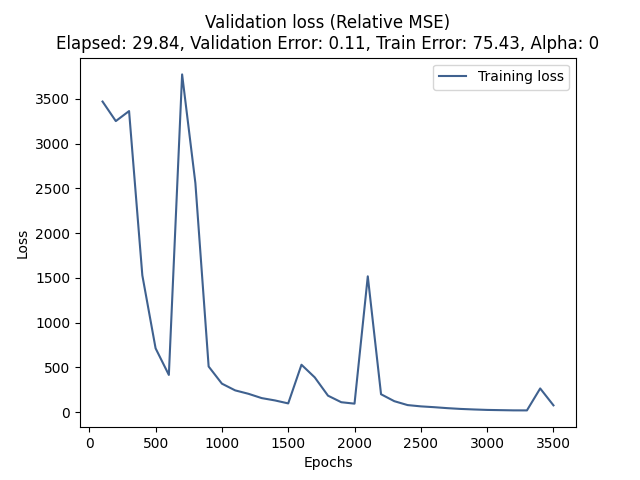 Validation loss (Relative MSE)
Elapsed: 29.84, Validation Error: 0.11, Train Error: 75.43, Alpha: 0
Training loss
3500
3000
2500
2000
1500
1000
500
0
Loss
0 500 1000 1500 2000 2500 3000 3500
Epochs